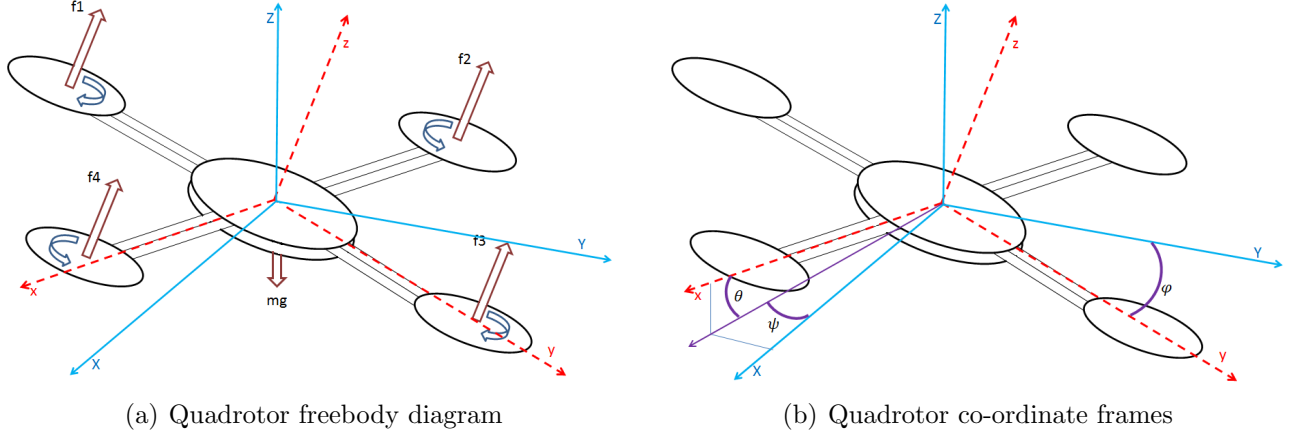 f1
Z
z
f2
f4
f3
Y
x
mg
X
y
(a) Quadrotor freebody diagram
Z
z
Y
x
θ
φ
ψ
X
y
(b) Quadrotor co-ordinate frames